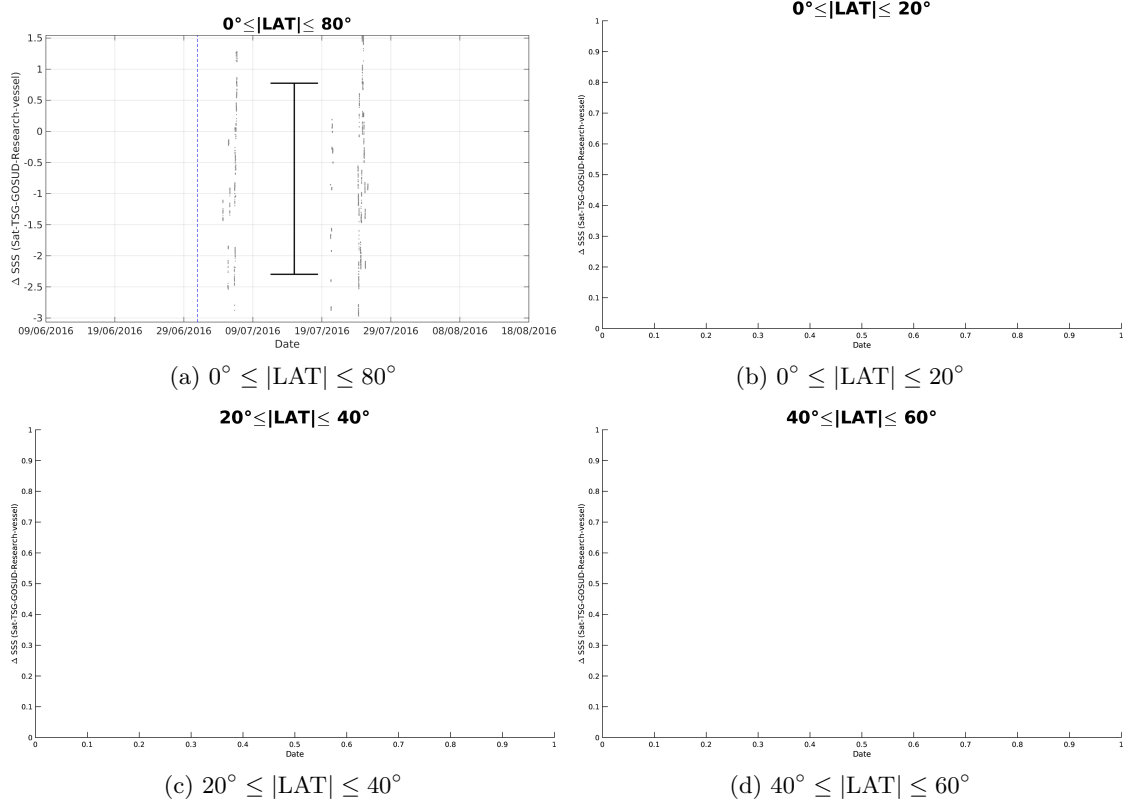 0°≤|LAT|≤ 80°
1.5
1
0.5
0
-0.5
-1
-1.5
-2
-2.5
-3
Δ SSS (Sat-TSG-GOSUD-Research-vessel)
09/06/2016 19/06/2016 29/06/2016 09/07/2016 19/07/2016 29/07/2016 08/08/2016 18/08/2016
Date
(a) 0° ≤ |LAT| ≤ 80°
0°≤|LAT|≤ 20°
1
0.9
0.8
0.7
0.6
0.5
0.4
0.3
0.2
0.1
0
Δ SSS (Sat-TSG-GOSUD-Research-vessel)
0 0.1 0.2 0.3 0.4 0.5 0.6 0.7 0.8 0.9 1
Date
(b) 0° ≤ |LAT| ≤ 20°
20°≤|LAT|≤ 40°
1
0.9
0.8
0.7
0.6
0.5
0.4
0.3
0.2
0.1
0
Δ SSS (Sat-TSG-GOSUD-Research-vessel)
0 0.1 0.2 0.3 0.4 0.5 0.6 0.7 0.8 0.9 1
Date
(c) 20° ≤ |LAT| ≤ 40°
40°≤|LAT|≤ 60°
1
0.9
0.8
0.7
0.6
0.5
0.4
0.3
0.2
0.1
0
Δ SSS (Sat-TSG-GOSUD-Research-vessel)
0 0.1 0.2 0.3 0.4 0.5 0.6 0.7 0.8 0.9 1
Date
(d) 40° ≤ |LAT| ≤ 60°